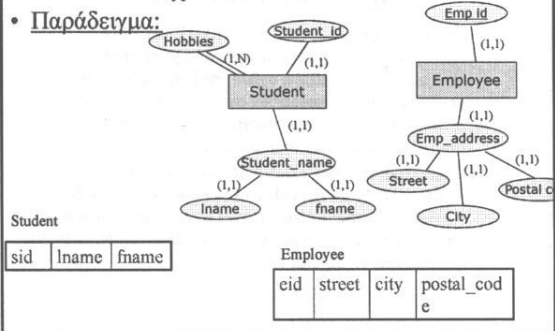 • Παράδειγμα:
Hobbies
Student_id
Emp id
(1,N)
(1,1)
(1,1)
Student
Employee
(1,1)
(1,1)
Student_name
Emp_address
(1,1)
(1,1)
(1,1)
(1,1)
(1,1)
lname
fname
Street
City
Postal co
Student
sid lname fname
Employee
eid street city postal_cod
e